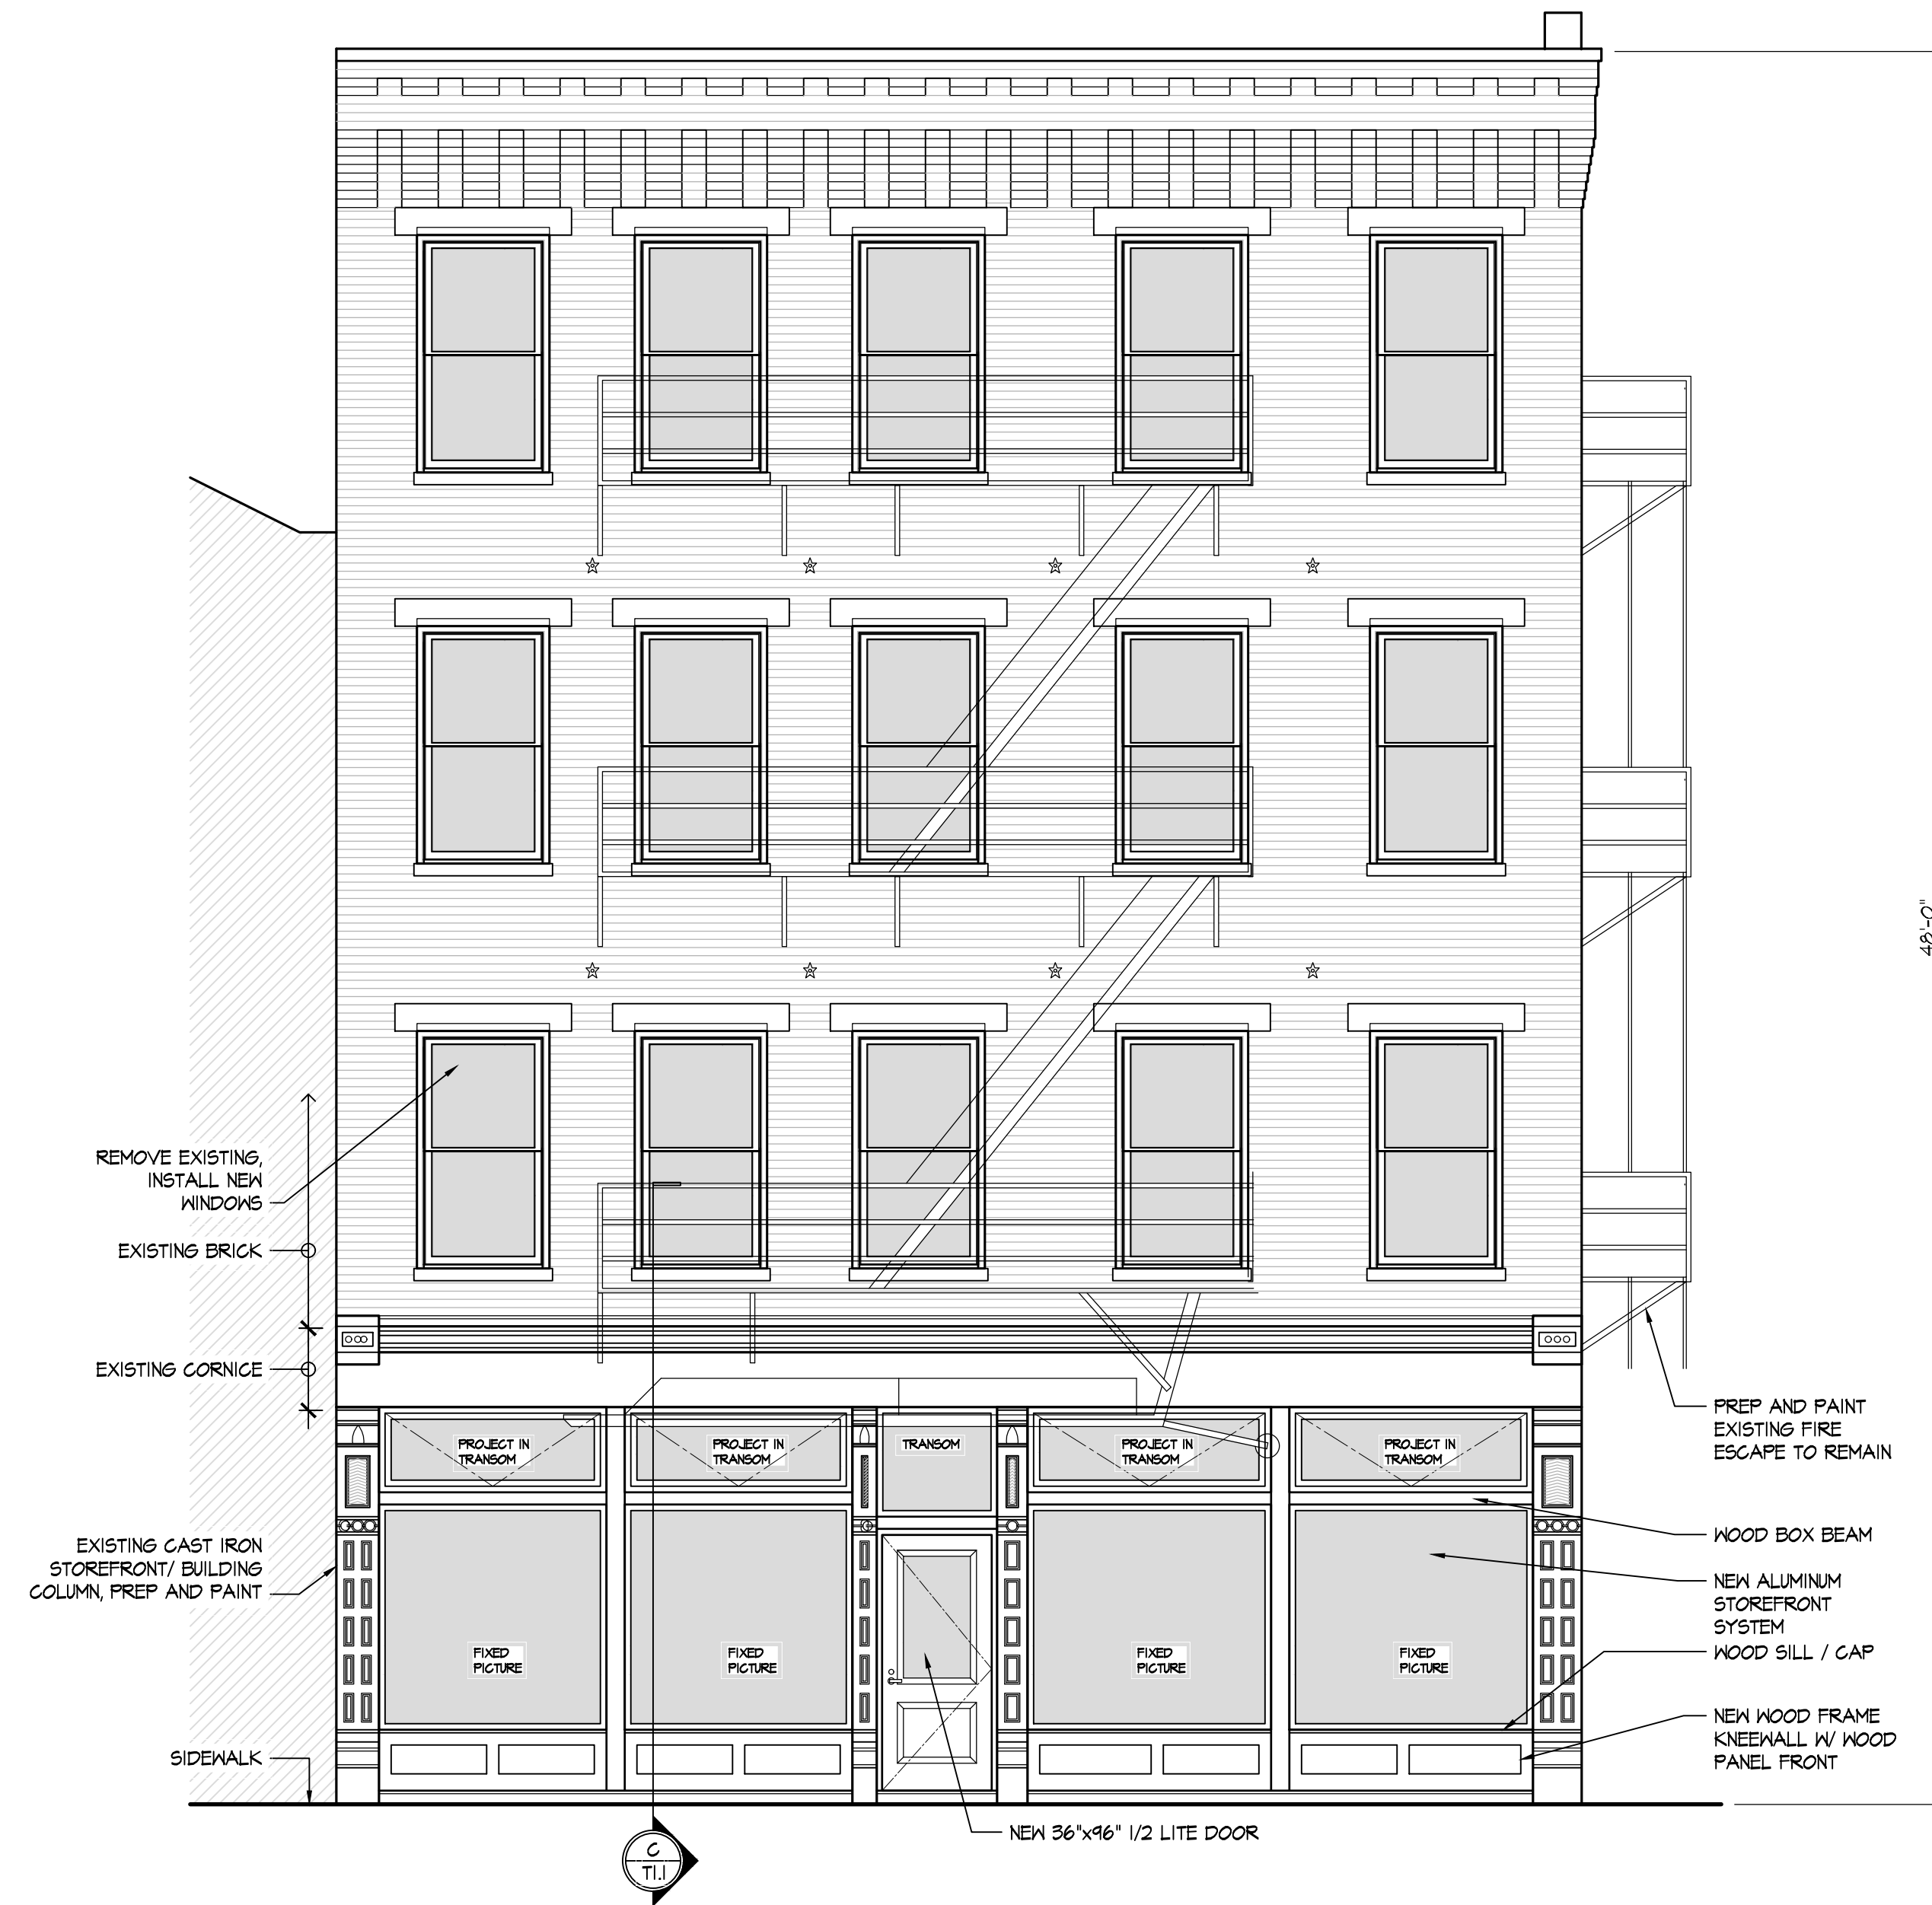 48'-0"
REMOVE EXISTING,
INSTALL NEW
WINDOWS
EXISTING BRICK
EXISTING CORNICE
PREP AND PAINT
EXISTING FIRE
ESCAPE TO REMAIN
PROJECT IN
TRANSOM
PROJECT IN
TRANSOM
TRANSOM
PROJECT IN
TRANSOM
PROJECT IN
TRANSOM
EXISTING CAST IRON
STOREFRONT/ BUILDING
COLUMN, PREP AND PAINT
WOOD BOX BEAM
NEW ALUMINUM
STOREFRONT
SYSTEM
FIXED
PICTURE
FIXED
PICTURE
FIXED
PICTURE
FIXED
PICTURE
WOOD SILL / CAP
NEW WOOD FRAME
KNEEWALL W/ WOOD
PANEL FRONT
SIDEWALK
NEW 36"x96" 1/2 LITE DOOR
C
T1.1